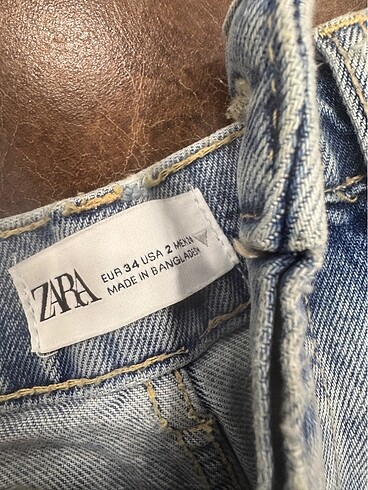 ZARA
EUR 34 USA 2 MEX 24
MADE IN BANGLADESH